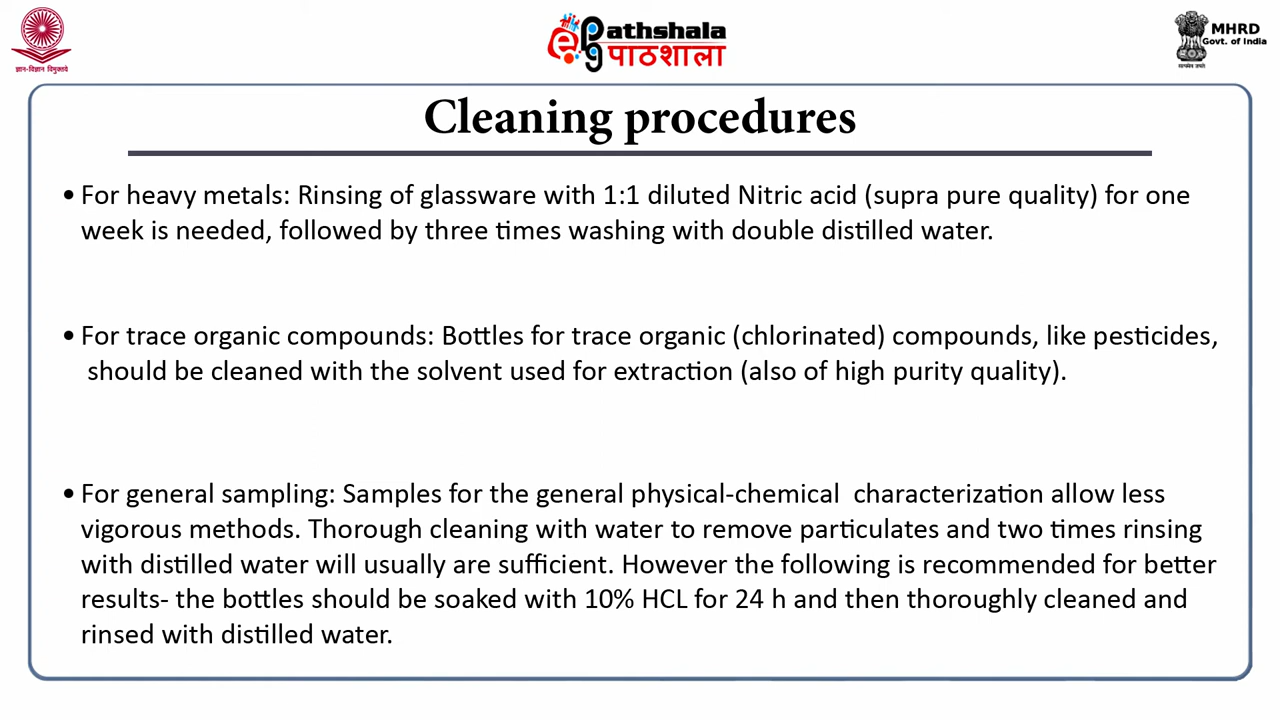 ज्ञान-विज्ञान विमुक्तये
epg
athshala
पाठशाला
MHRD
Govt. of India
सत्यमेव जयते
Cleaning procedures
• For heavy metals: Rinsing of glassware with 1:1 diluted Nitric acid (supra pure quality) for one
week is needed, followed by three times washing with double distilled water.
• For trace organic compounds: Bottles for trace organic (chlorinated) compounds, like pesticides,
should be cleaned with the solvent used for extraction (also of high purity quality).
• For general sampling: Samples for the general physical-chemical characterization allow less
vigorous methods. Thorough cleaning with water to remove particulates and two times rinsing
with distilled water will usually are sufficient. However the following is recommended for better
results- the bottles should be soaked with 10% HCL for 24 h and then thoroughly cleaned and
rinsed with distilled water.